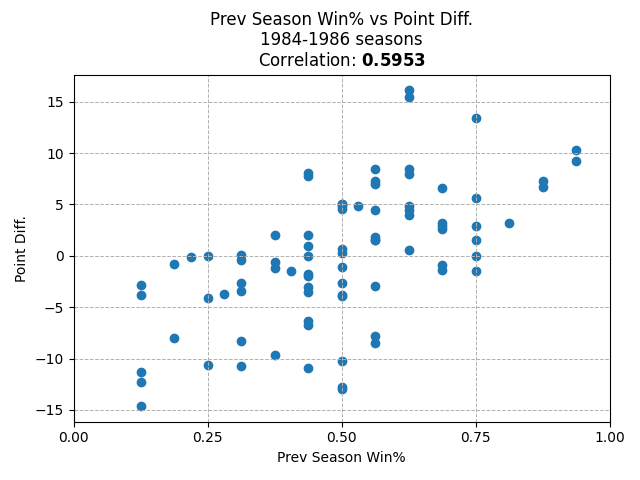 Prev Season Win% vs Point Diff.
1984-1986 seasons
Correlation: 0.5953
Point Diff.
15
10
5
0
−5
−10
−15
0.00 0.25 0.50 0.75 1.00
Prev Season Win%